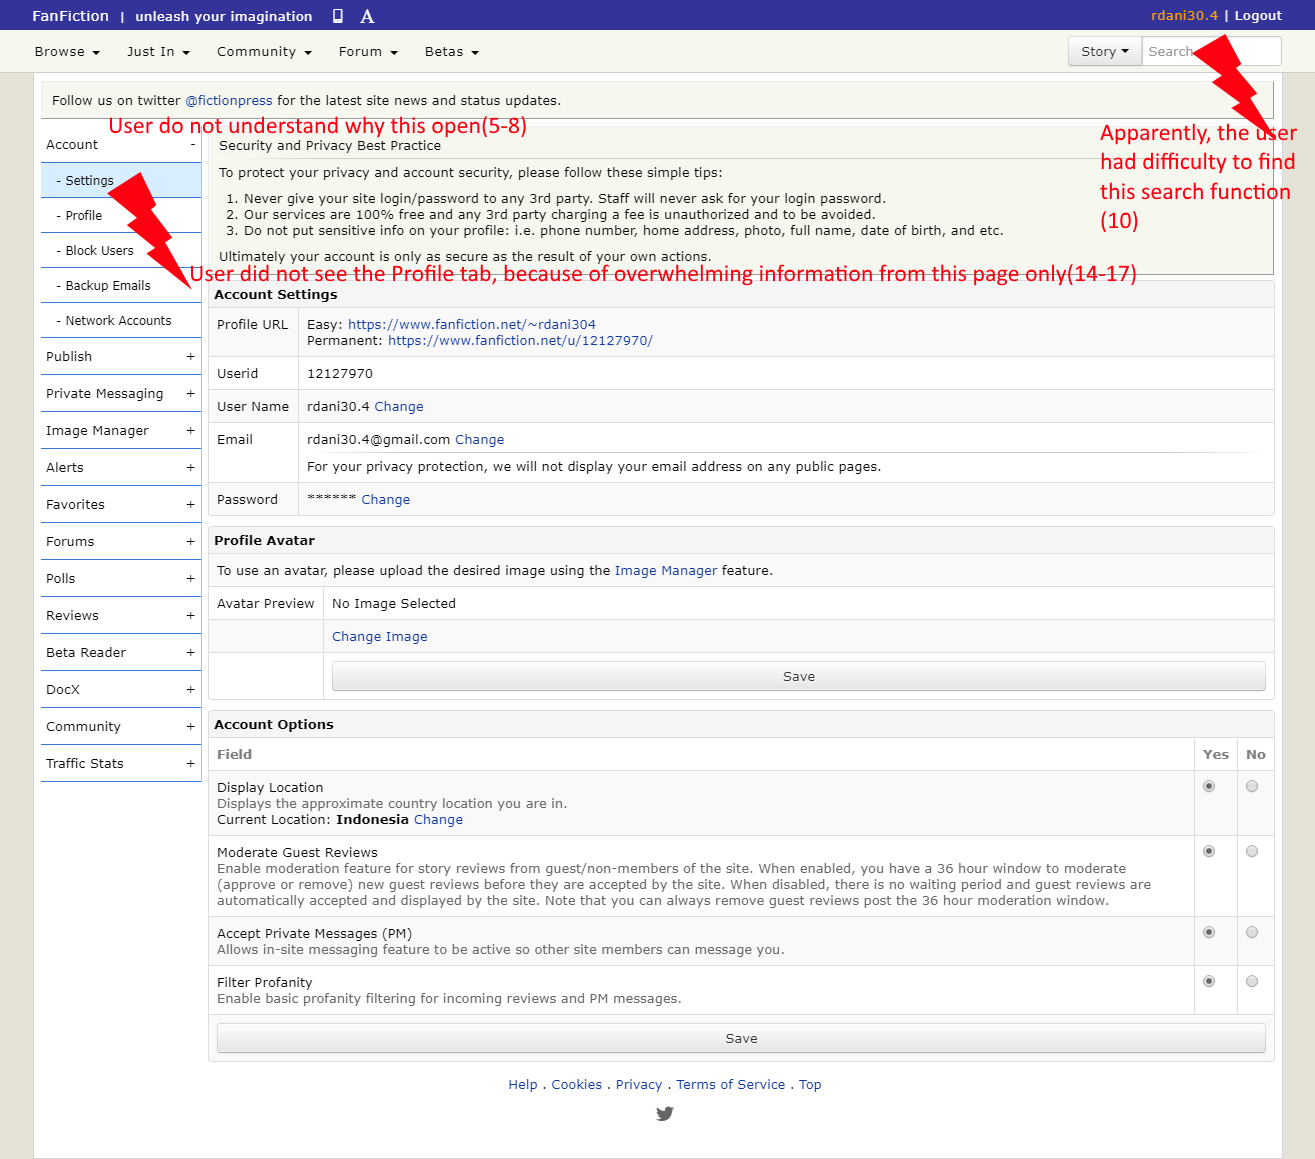 FanFiction | unleash your imagination A rdani30.4 | Logout
Browse Just In Community Forum Betas Story Search
Follow us on twitter @fictionpress for the latest site news and status updates.
User do not understand why this open(5-8)
Apparently, the user
had difficulty to find
this search function
(10)
Account -
- Settings
- Profile
- Block Users
- Backup Emails
- Network Accounts
Publish +
Private Messaging +
Image Manager +
Alerts +
Favorites +
Forums +
Polls +
Reviews +
Beta Reader +
DocX +
Community +
Traffic Stats +
Security and Privacy Best Practice
To protect your privacy and account security, please follow these simple tips:
1. Never give your site login/password to any 3rd party. Staff will never ask for your login password.
2. Our services are 100% free and any 3rd party charging a fee is unauthorized and to be avoided.
3. Do not put sensitive info on your profile: i.e. phone number, home address, photo, full name, date of birth, and etc.
Ultimately your account is only as secure as the result of your own actions.
User did not see the Profile tab, because of overwhelming information from this page only(14-17)
Account Settings
Profile URL Easy: https://www.fanfiction.net/~rdani304
Permanent: https://www.fanfiction.net/u/12127970/
Userid 12127970
User Name rdani30.4 Change
Email rdani30.4@gmail.com Change
For your privacy protection, we will not display your email address on any public pages.
Password ****** Change
Profile Avatar
To use an avatar, please upload the desired image using the Image Manager feature.
Avatar Preview No Image Selected
Change Image
Save
Account Options
Field Yes No
Display Location
Displays the approximate country location you are in.
Current Location: Indonesia Change
Moderate Guest Reviews
Enable moderation feature for story reviews from guest/non-members of the site. When enabled, you have a 36 hour window to moderate
(approve or remove) new guest reviews before they are accepted by the site. When disabled, there is no waiting period and guest reviews are
automatically accepted and displayed by the site. Note that you can always remove guest reviews post the 36 hour moderation window.
Accept Private Messages (PM)
Allows in-site messaging feature to be active so other site members can message you.
Filter Profanity
Enable basic profanity filtering for incoming reviews and PM messages.
Save
Help . Cookies . Privacy . Terms of Service . Top